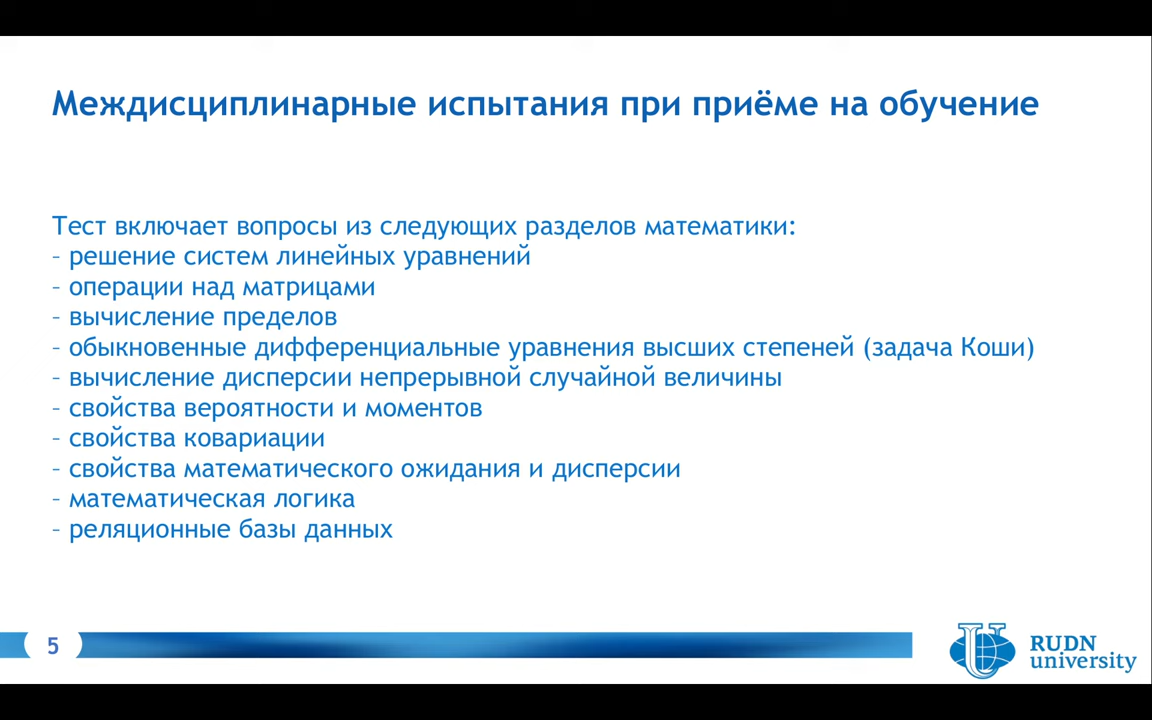 Междисциплинарные испытания при приёме на обучение
Тест включает вопросы из следующих разделов математики:
– решение систем линейных уравнений
– операции над матрицами
– вычисление пределов
– обыкновенные дифференциальные уравнения высших степеней (задача Коши)
– вычисление дисперсии непрерывной случайной величины
– свойства вероятности и моментов
– свойства ковариации
– свойства математического ожидания и дисперсии
– математическая логика
– реляционные базы данных
5
RUDN
university